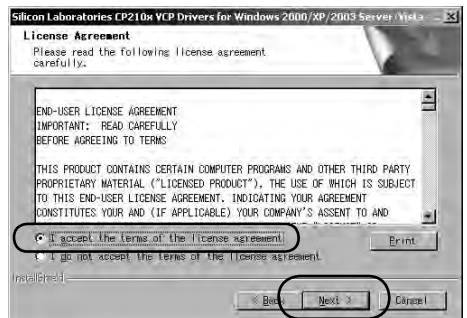 Silicon Laboratories CP210x VCP Drivers for Windows 2000/XP/2003 Server/Vista
License Agreement
Please read the following license agreement
carefully.
END-USER LICENSE AGREEMENT
IMPORTANT: READ CAREFULLY
BEFORE AGREEING TO TERMS
THIS PRODUCT CONTAINS CERTAIN COMPUTER PROGRAMS AND OTHER THIRD PARTY
PROPRIETARY MATERIAL ("LICENSED PRODUCT"), THE USE OF WHICH IS SUBJECT
TO THIS END-USER LICENSE AGREEMENT. INDICATING YOUR AGREEMENT
CONSTITUTES YOUR AND (IF APPLICABLE) YOUR COMPANY'S ASSENT TO AND
I accept the terms of the license agreement
Print
I do not accept the terms of the license agreement
InstallShield
< Back Next > Cancel